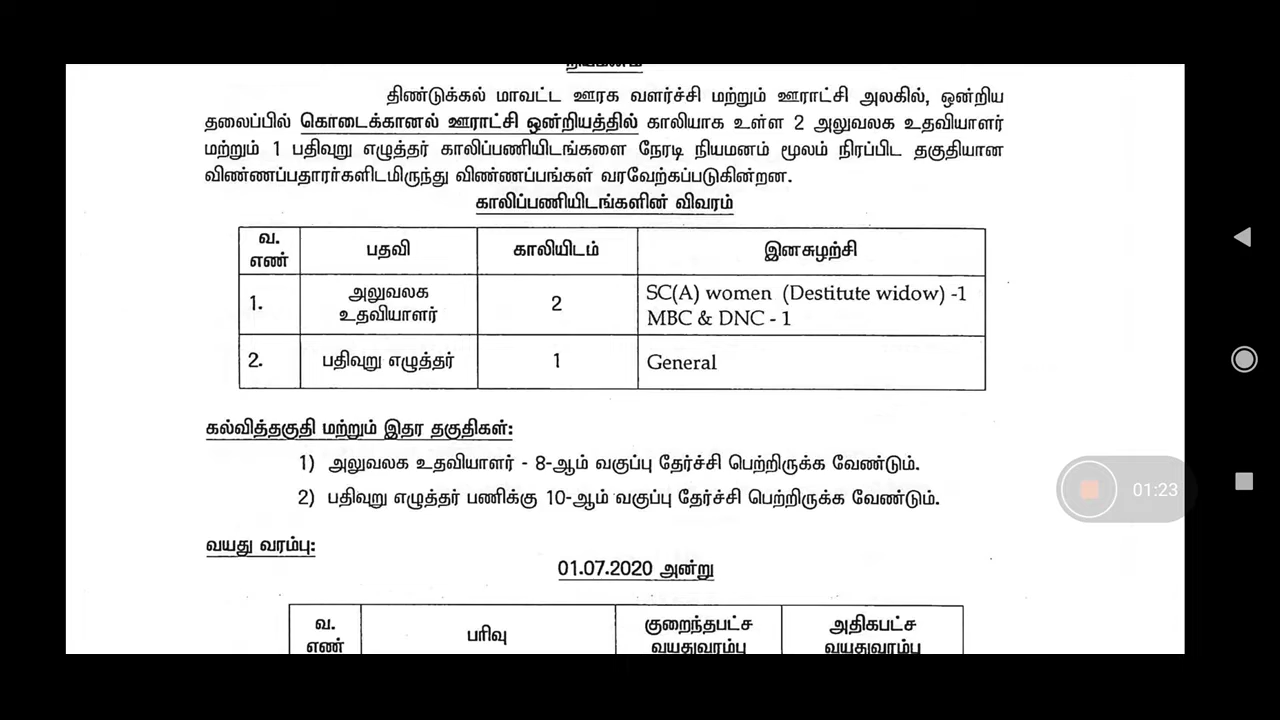 நியமனம்
திண்டுக்கல் மாவட்ட ஊரக வளர்ச்சி மற்றும் ஊராட்சி அலகில், ஒன்றிய
தலைப்பில் கொடைக்கானல் ஊராட்சி ஒன்றியத்தில் காலியாக உள்ள 2 அலுவலக உதவியாளர்
மற்றும் 1 பதிவுறு எழுத்தர் காலிப்பணியிடங்களை நேரடி நியமனம் மூலம் நிரப்பிட தகுதியான
விண்ணப்பதாரர்களிடமிருந்து விண்ணப்பங்கள் வரவேற்கப்படுகின்றன.
காலிப்பணியிடங்களின் விவரம்
வ. எண் பதவி காலியிடம் இனசுழற்சி
1. அலுவலக உதவியாளர் 2 SC(A) women (Destitute widow) -1
MBC & DNC - 1
2. பதிவுறு எழுத்தர் 1 General
கல்வித்தகுதி மற்றும் இதர தகுதிகள்:
1) அலுவலக உதவியாளர் - 8-ஆம் வகுப்பு தேர்ச்சி பெற்றிருக்க வேண்டும்.
2) பதிவுறு எழுத்தர் பணிக்கு 10-ஆம் வகுப்பு தேர்ச்சி பெற்றிருக்க வேண்டும்.
01:23
வயது வரம்பு:
01.07.2020 அன்று
வ. எண் பரிவு குறைந்தபட்ச வயதுவரம்பு அதிகபட்ச வயதுவரம்பு